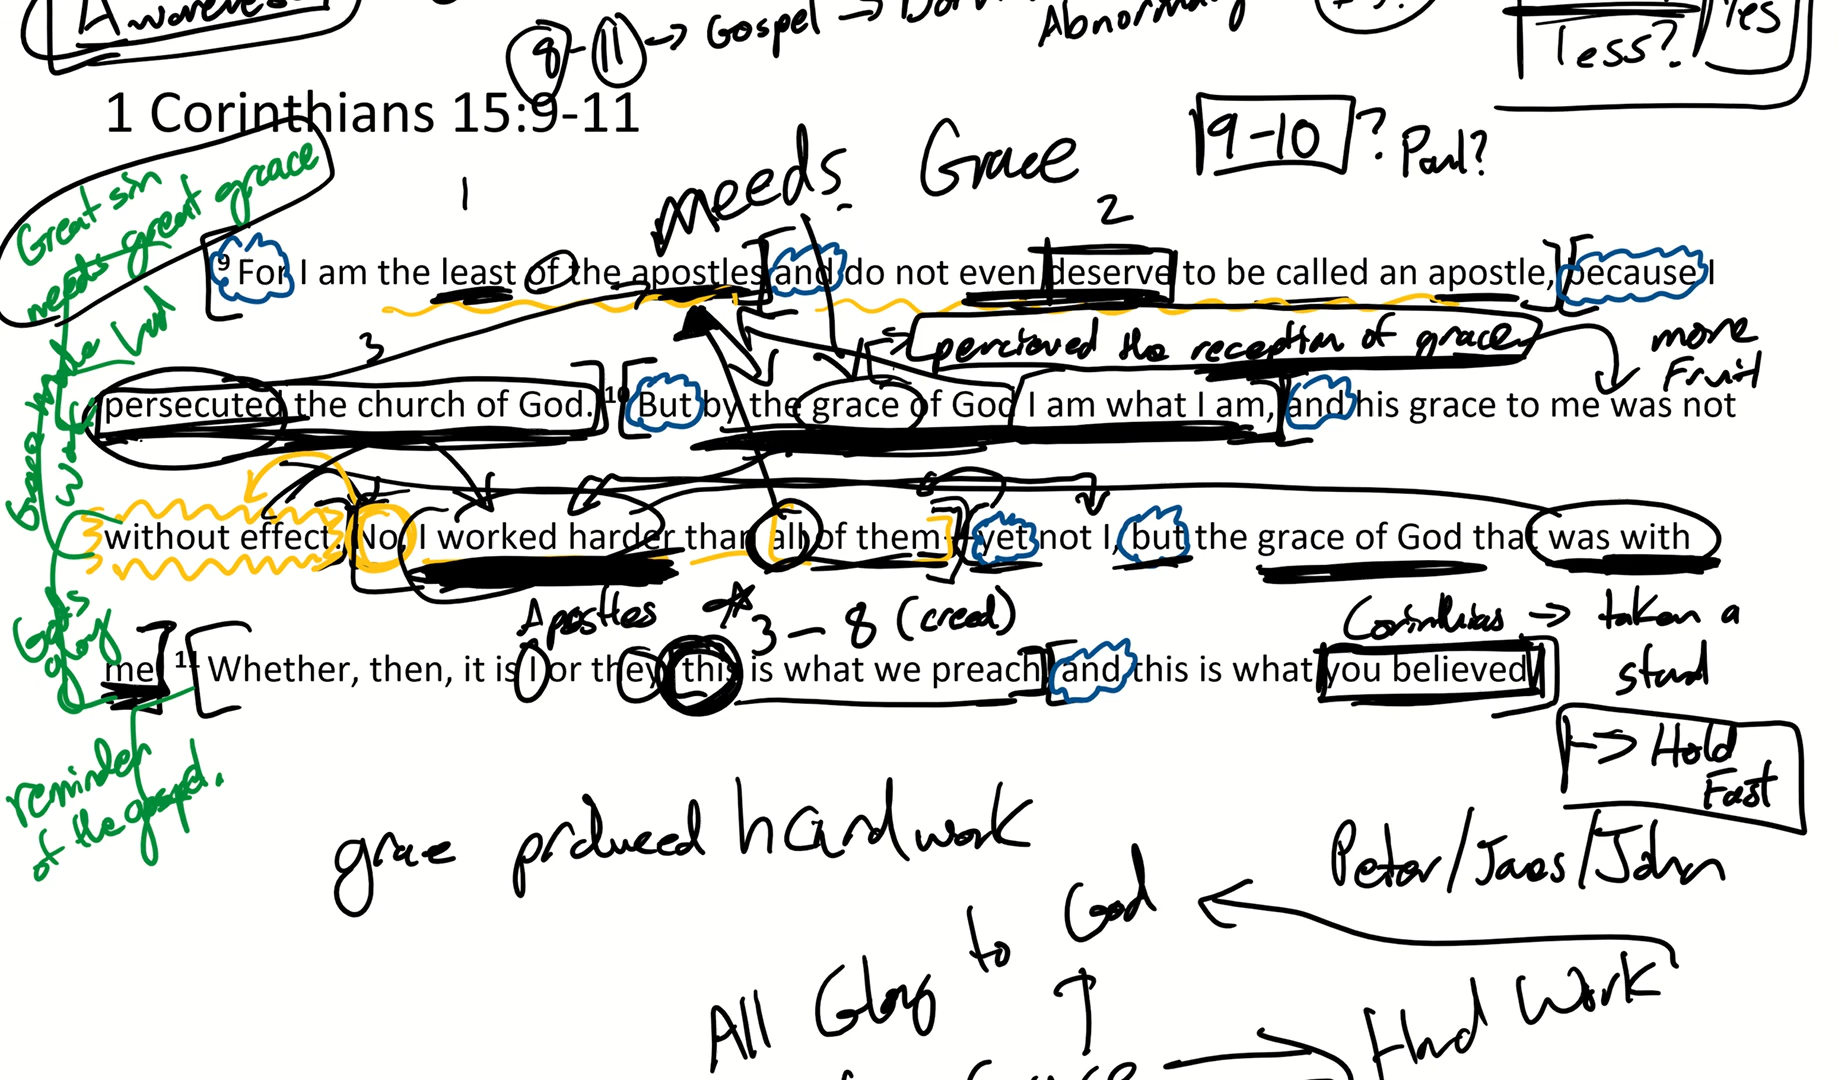 Awareness
8-11 → Gospel →
Abnormally
Less?
Yes
1 Corinthians 15:9-11
9-10 ? Paul?
needs Grace
Great sin
needs great graace
1
2
⁹ For I am the least of the apostles and do not even deserve to be called an apostle, because I
percieved the reception of grace
more
Fruit
3
persecuted the church of God. ¹⁰ But by the grace of God I am what I am, and his grace to me was not
without effect. No, I worked harder than all of them, yet not I, but the grace of God that was with
Apostles
3 - 8 (creed)
Corinthias → taken a
stand
me. ¹¹ Whether, then, it is I or they, this is what we preach, and this is what you believed.
God's
glory
→ Hold
Fast
reminder
of the gospel.
grace prduced hard work
Peter/Jaes/John
All Glory to God
Hard Work